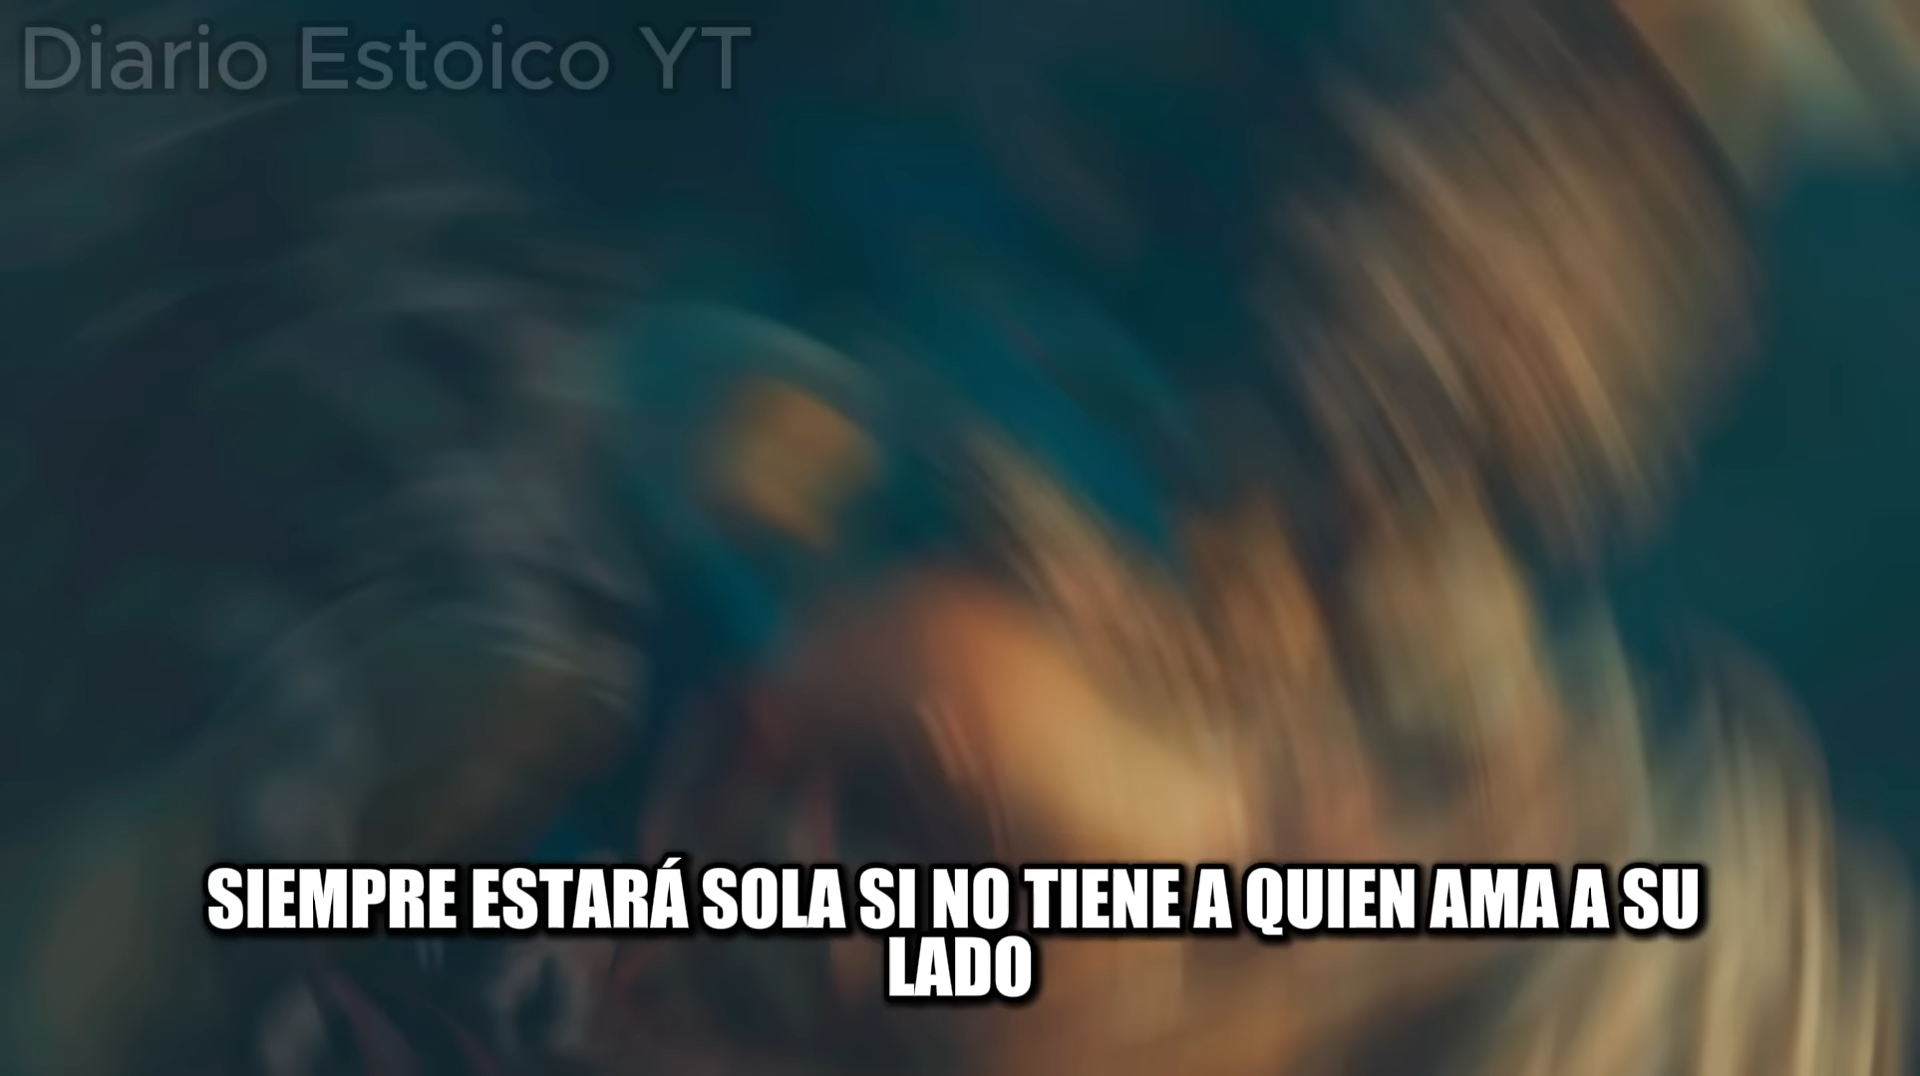 Diario Estoico YT
SIEMPRE ESTARÁ SOLA SI NO TIENE A QUIEN AMA A SU
LADO